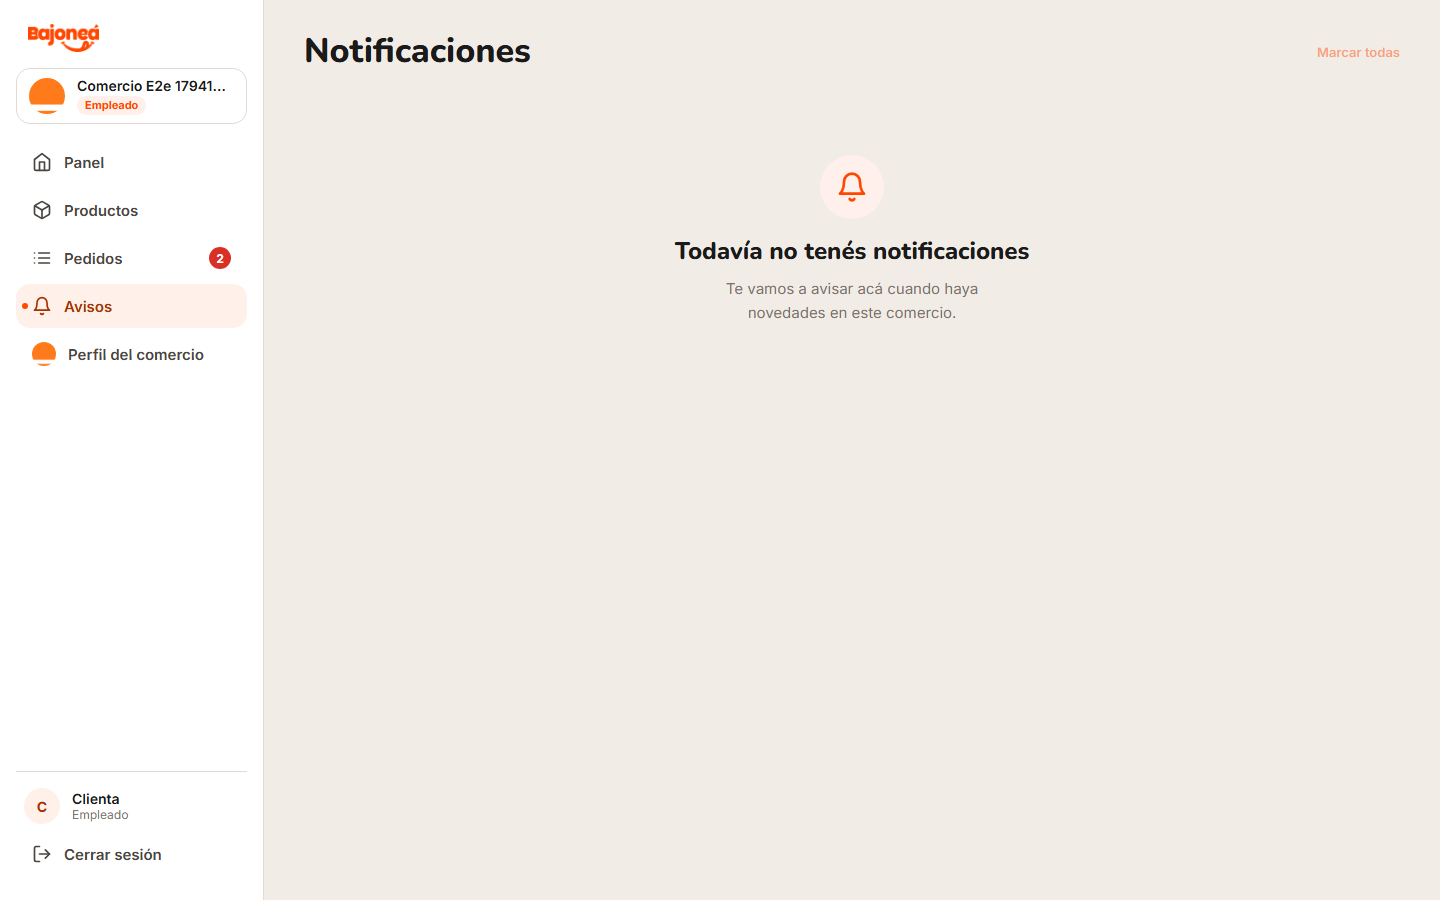 Bajoneá
Comercio E2e 17941...
Empleado
Panel
Productos
Pedidos
2
Avisos
Perfil del comercio
C
Clienta
Empleado
Cerrar sesión
Notificaciones
Marcar todas
Todavía no tenés notificaciones
Te vamos a avisar acá cuando haya
novedades en este comercio.